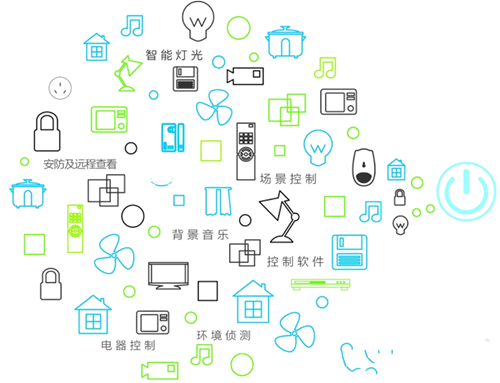 智能灯光
安防及远程查看
场景控制
背景音乐
控制软件
环境侦测
电器控制